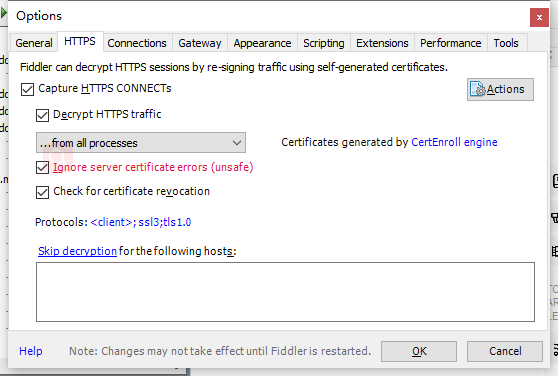 Options
General HTTPS Connections Gateway Appearance Scripting Extensions Performance Tools
Fiddler can decrypt HTTPS sessions by re-signing traffic using self-generated certificates.
Capture HTTPS CONNECTs
Actions
Decrypt HTTPS traffic
...from all processes
Certificates generated by CertEnroll engine
Ignore server certificate errors (unsafe)
Check for certificate revocation
Protocols: <client>; ssl3;tls1.0
Skip decryption for the following hosts:
Help
Note: Changes may not take effect until Fiddler is restarted.
OK
Cancel